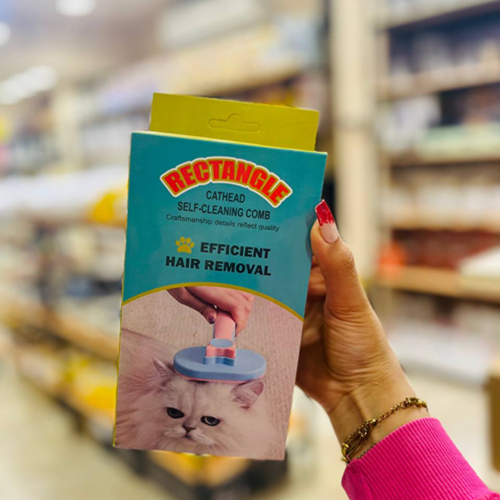 RECTANGLE
CATHEAD
SELF-CLEANING COMB
Craftsmanship details reflect quality
EFFICIENT
HAIR REMOVAL